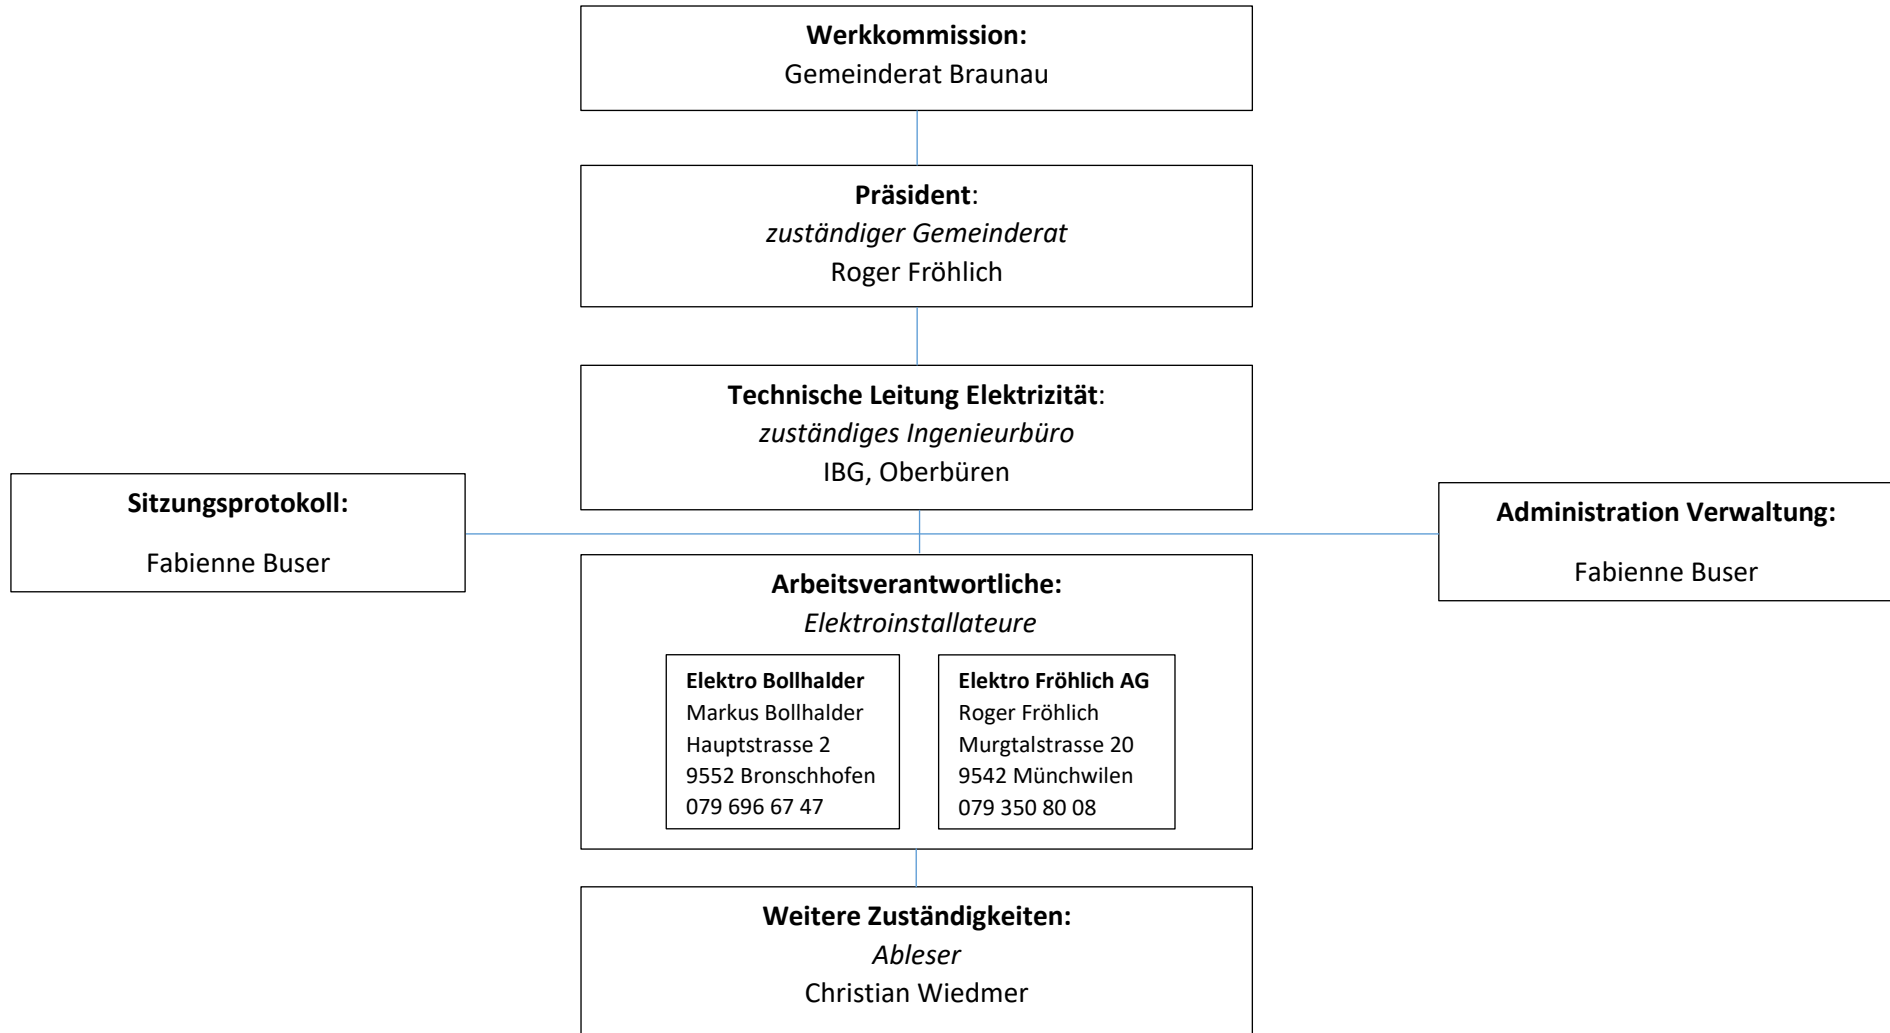 Werkkommission:
Gemeinderat Braunau
Präsident:
zuständiger Gemeinderat
Roger Fröhlich
Technische Leitung Elektrizität:
zuständiges Ingenieurbüro
IBG, Oberbüren
Sitzungsprotokoll:
Fabienne Buser
Administration Verwaltung:
Fabienne Buser
Arbeitsverantwortliche:
Elektroinstallateure
Elektro Bollhalder
Markus Bollhalder
Hauptstrasse 2
9552 Bronschhofen
079 696 67 47
Elektro Fröhlich AG
Roger Fröhlich
Murgtalstrasse 20
9542 Münchwilen
079 350 80 08
Weitere Zuständigkeiten:
Ableser
Christian Wiedmer